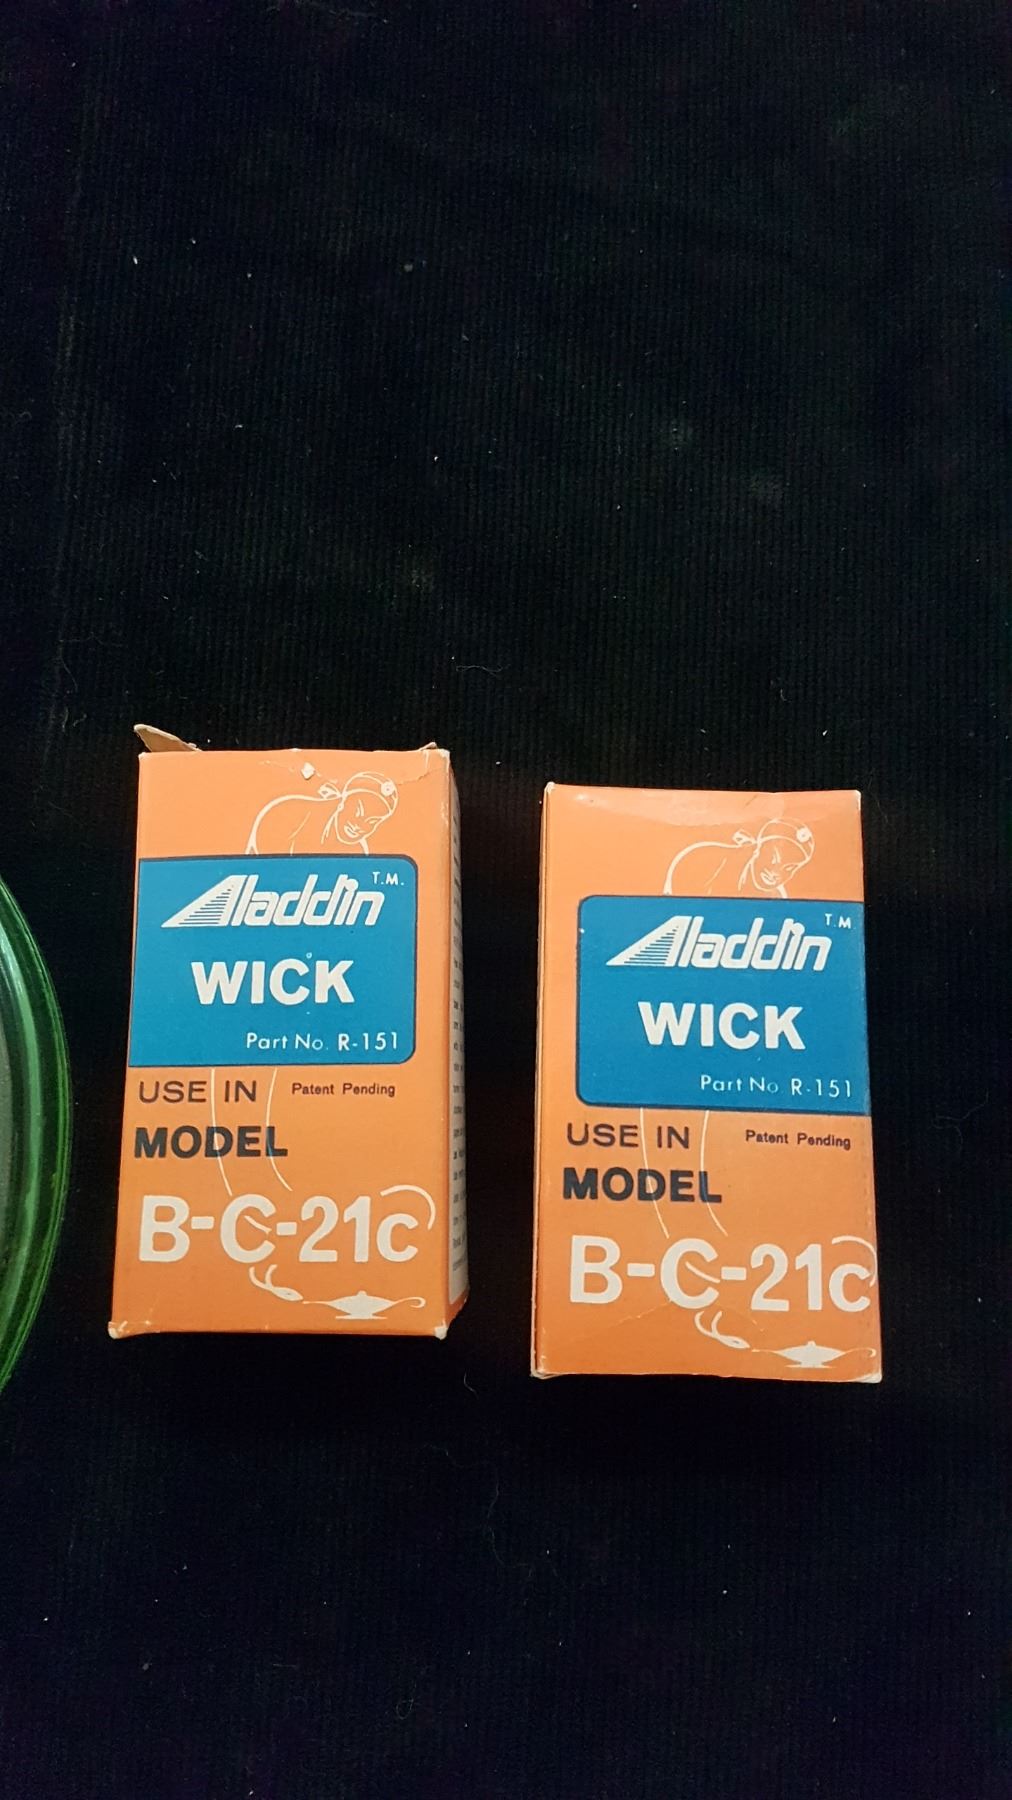 Aladdin T.M.
WICK
Part No. R-151
USE IN Patent Pending
MODEL
B-C-21c
Aladdin T.M
WICK
Part No R-151
USE IN Patent Pending
MODEL
B-C-21c